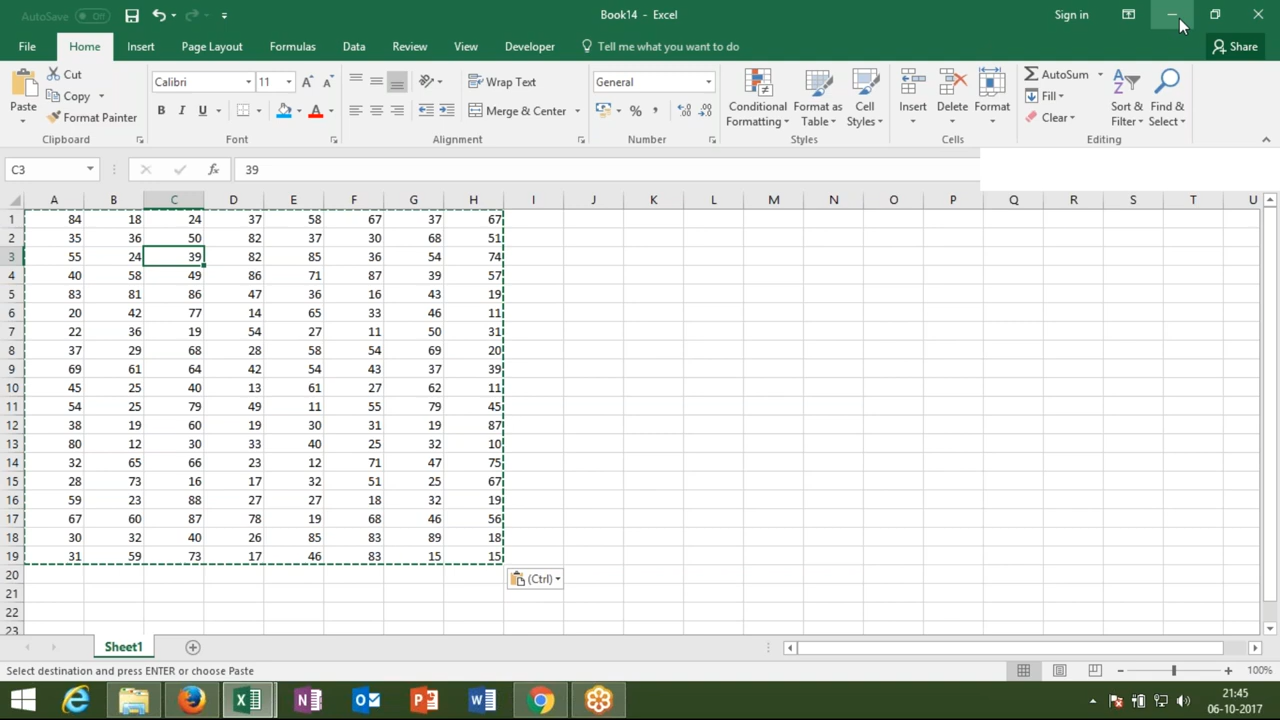 AutoSave Off Book14 - Excel Sign in
File Home Insert Page Layout Formulas Data Review View Developer Tell me what you want to do Share
Paste Cut Copy Format Painter
Calibri 11
B I U
Wrap Text
Merge & Center
General
% ,
Conditional Formatting Format as Table Cell Styles
Insert Delete Format
AutoSum Fill Clear
Sort & Filter Find & Select
Clipboard Font Alignment Number Styles Cells Editing
C3 fx 39
A B C D E F G H I J K L M N O P Q R S T U
1 84 18 24 37 58 67 37 67
2 35 36 50 82 37 30 68 51
3 55 24 39 82 85 36 54 74
4 40 58 49 86 71 87 39 57
5 83 81 86 47 36 16 43 19
6 20 42 77 14 65 33 46 11
7 22 36 19 54 27 11 50 31
8 37 29 68 28 58 54 69 20
9 69 61 64 42 54 43 37 39
10 45 25 40 13 61 27 62 11
11 54 25 79 49 11 55 79 45
12 38 19 60 19 30 31 19 87
13 80 12 30 33 40 25 32 10
14 32 65 66 23 12 71 47 75
15 28 73 16 17 32 51 25 67
16 59 23 88 27 27 18 32 19
17 67 60 87 78 19 68 46 56
18 30 32 40 26 85 83 89 18
19 31 59 73 17 46 83 15 15
20 (Ctrl)
21
22
23
Sheet1
Select destination and press ENTER or choose Paste 100%
21:45
06-10-2017